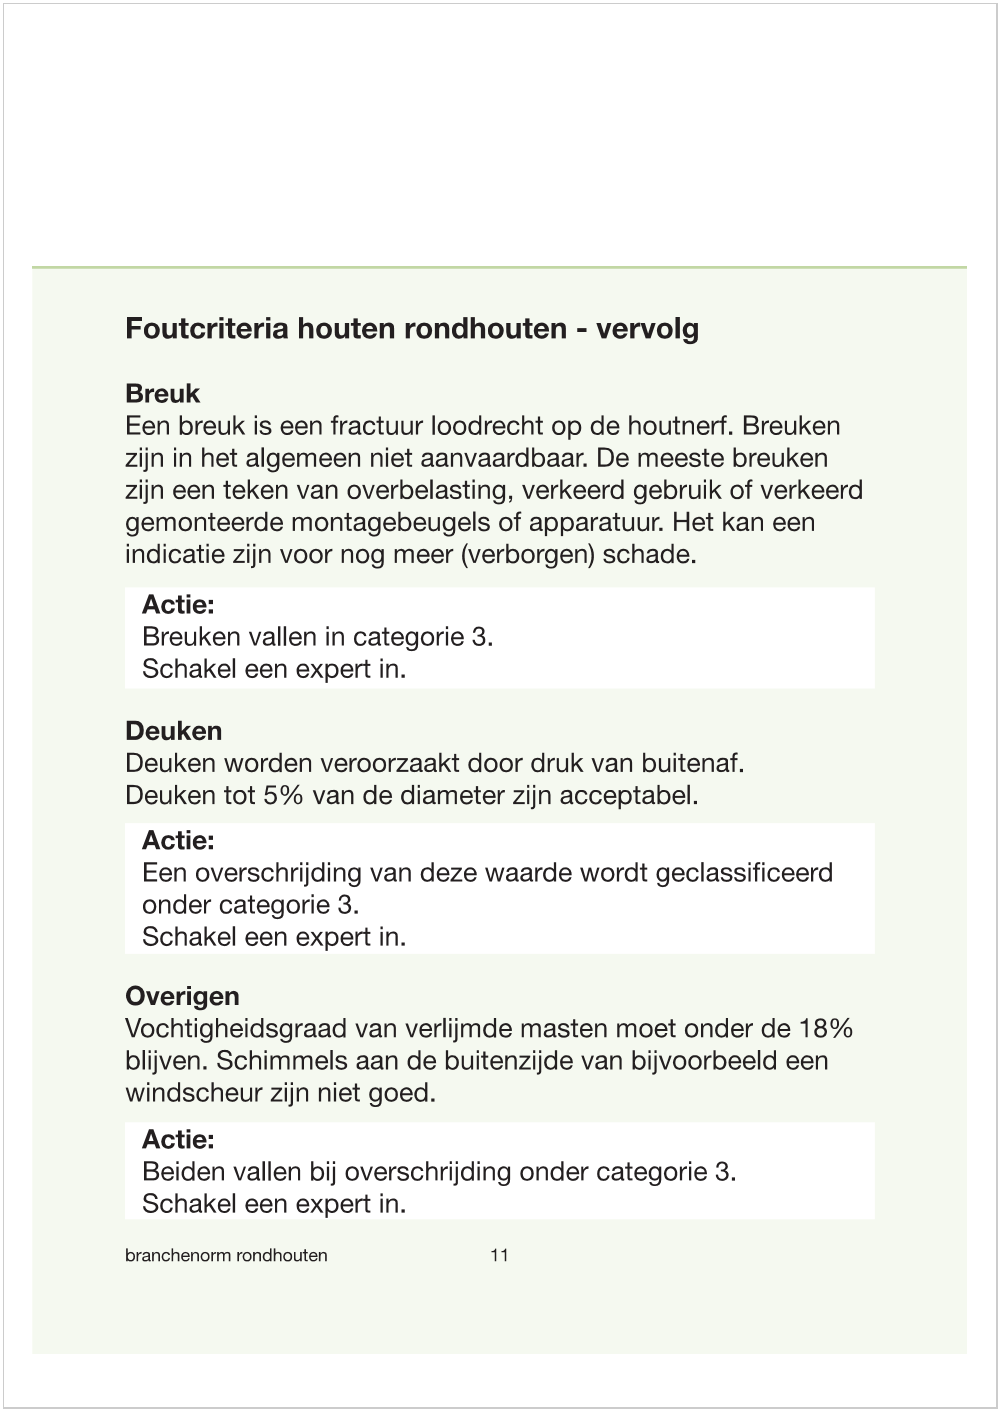 Foutcriteria houten rondhouten - vervolg
Breuk
Een breuk is een fractuur loodrecht op de houtnerf. Breuken
zijn in het algemeen niet aanvaardbaar. De meeste breuken
zijn een teken van overbelasting, verkeerd gebruik of verkeerd
gemonteerde montagebeugels of apparatuur. Het kan een
indicatie zijn voor nog meer (verborgen) schade.
Actie:
Breuken vallen in categorie 3.
Schakel een expert in.
Deuken
Deuken worden veroorzaakt door druk van buitenaf.
Deuken tot 5% van de diameter zijn acceptabel.
Actie:
Een overschrijding van deze waarde wordt geclassificeerd
onder categorie 3.
Schakel een expert in.
Overigen
Vochtigheidsgraad van verlijmde masten moet onder de 18%
blijven. Schimmels aan de buitenzijde van bijvoorbeeld een
windscheur zijn niet goed.
Actie:
Beiden vallen bij overschrijding onder categorie 3.
Schakel een expert in.
branchenorm rondhouten 11